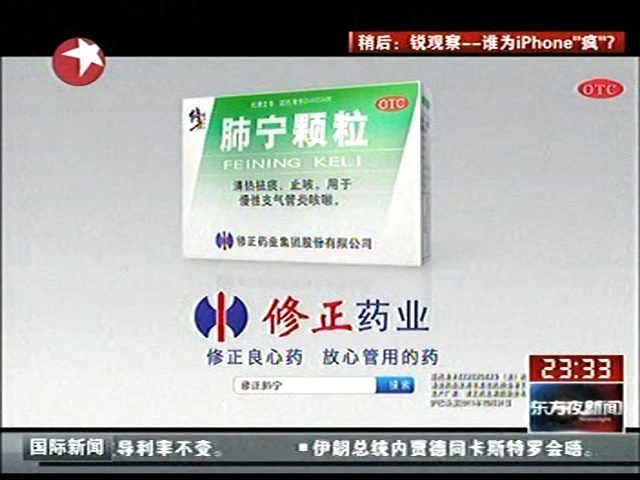 稍后：锐观察--谁为iPhone"疯"？
OTC
OTC
肺宁颗粒
FEINING KELI
清热祛痰、止咳。用于
慢性支气管炎咳嗽。
修正药业集团股份有限公司
修正药业
修正良心药 放心管用的药
修正肺宁
搜索
23:33
东方夜新闻
国际新闻
导利率不变。
■伊朗总统内贾德同卡斯特罗会晤。